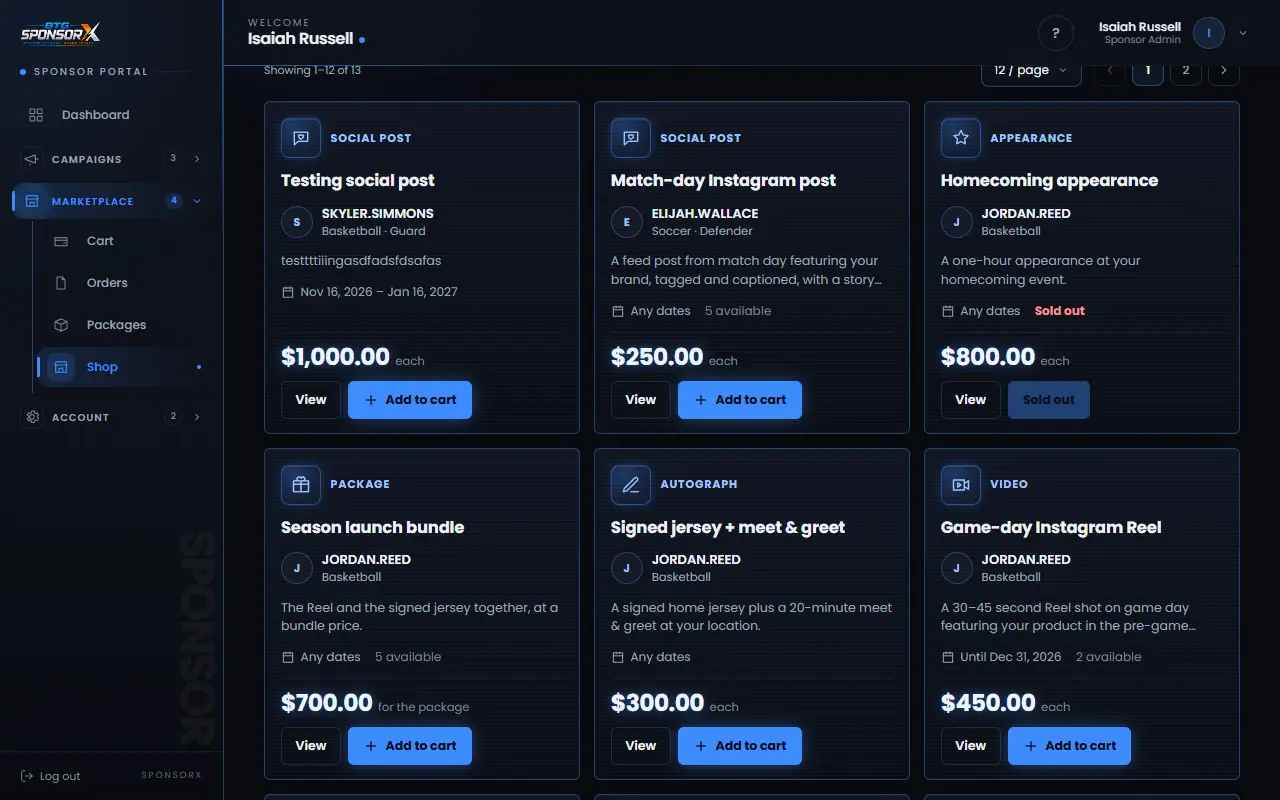 BTG
SPONSORX
SPONSOR PORTAL
Dashboard
CAMPAIGNS 3
MARKETPLACE 4
Cart
Orders
Packages
Shop
ACCOUNT 2
SPONSOR
Log out
SPONSORX
WELCOME
Isaiah Russell
?
Isaiah Russell
Sponsor Admin
I
Showing 1–12 of 13
12 / page
1
2
SOCIAL POST
Testing social post
S
SKYLER.SIMMONS
Basketball · Guard
testtttiiingasdfadsfdsafas
Nov 16, 2026 – Jan 16, 2027
$1,000.00 each
View
+ Add to cart
SOCIAL POST
Match-day Instagram post
E
ELIJAH.WALLACE
Soccer · Defender
A feed post from match day featuring your
brand, tagged and captioned, with a story…
Any dates 5 available
$250.00 each
View
+ Add to cart
APPEARANCE
Homecoming appearance
J
JORDAN.REED
Basketball
A one-hour appearance at your
homecoming event.
Any dates Sold out
$800.00 each
View
Sold out
PACKAGE
Season launch bundle
J
JORDAN.REED
Basketball
The Reel and the signed jersey together, at a
bundle price.
Any dates 5 available
$700.00 for the package
View
+ Add to cart
AUTOGRAPH
Signed jersey + meet & greet
J
JORDAN.REED
Basketball
A signed home jersey plus a 20-minute meet
& greet at your location.
Any dates
$300.00 each
View
+ Add to cart
VIDEO
Game-day Instagram Reel
J
JORDAN.REED
Basketball
A 30–45 second Reel shot on game day
featuring your product in the pre-game…
Until Dec 31, 2026 2 available
$450.00 each
View
+ Add to cart